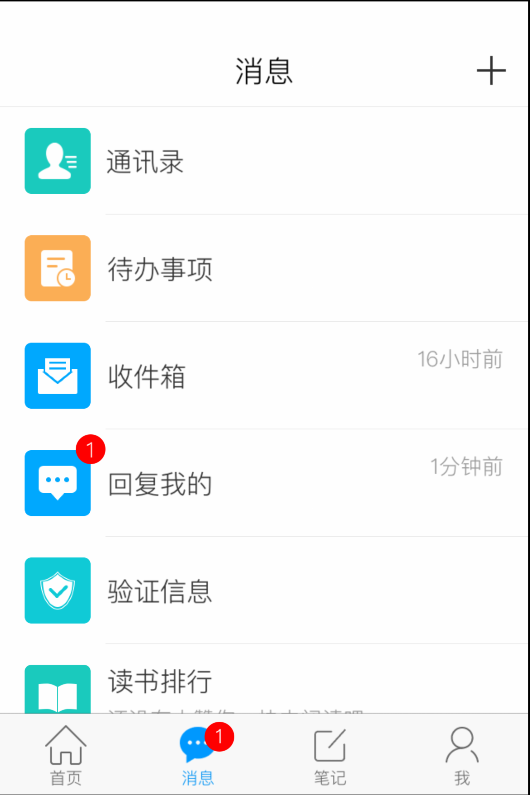 消息
通讯录
待办事项
收件箱
16小时前
1
回复我的
1分钟前
验证信息
读书排行
1
首页
消息
笔记
我